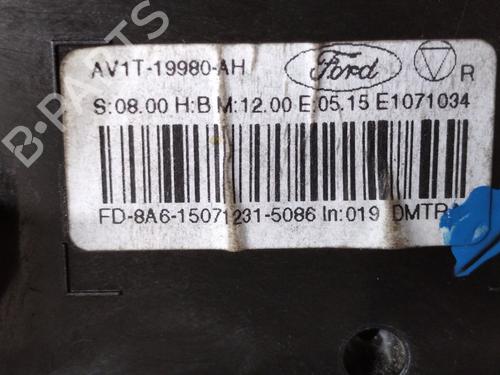 AV1T-19980-AH Ford R
S:08.00 H:B M:12.00 E:05.15 E1071034
FD-8A6-15071231-5086 In:019 DMTR
B-PARTS